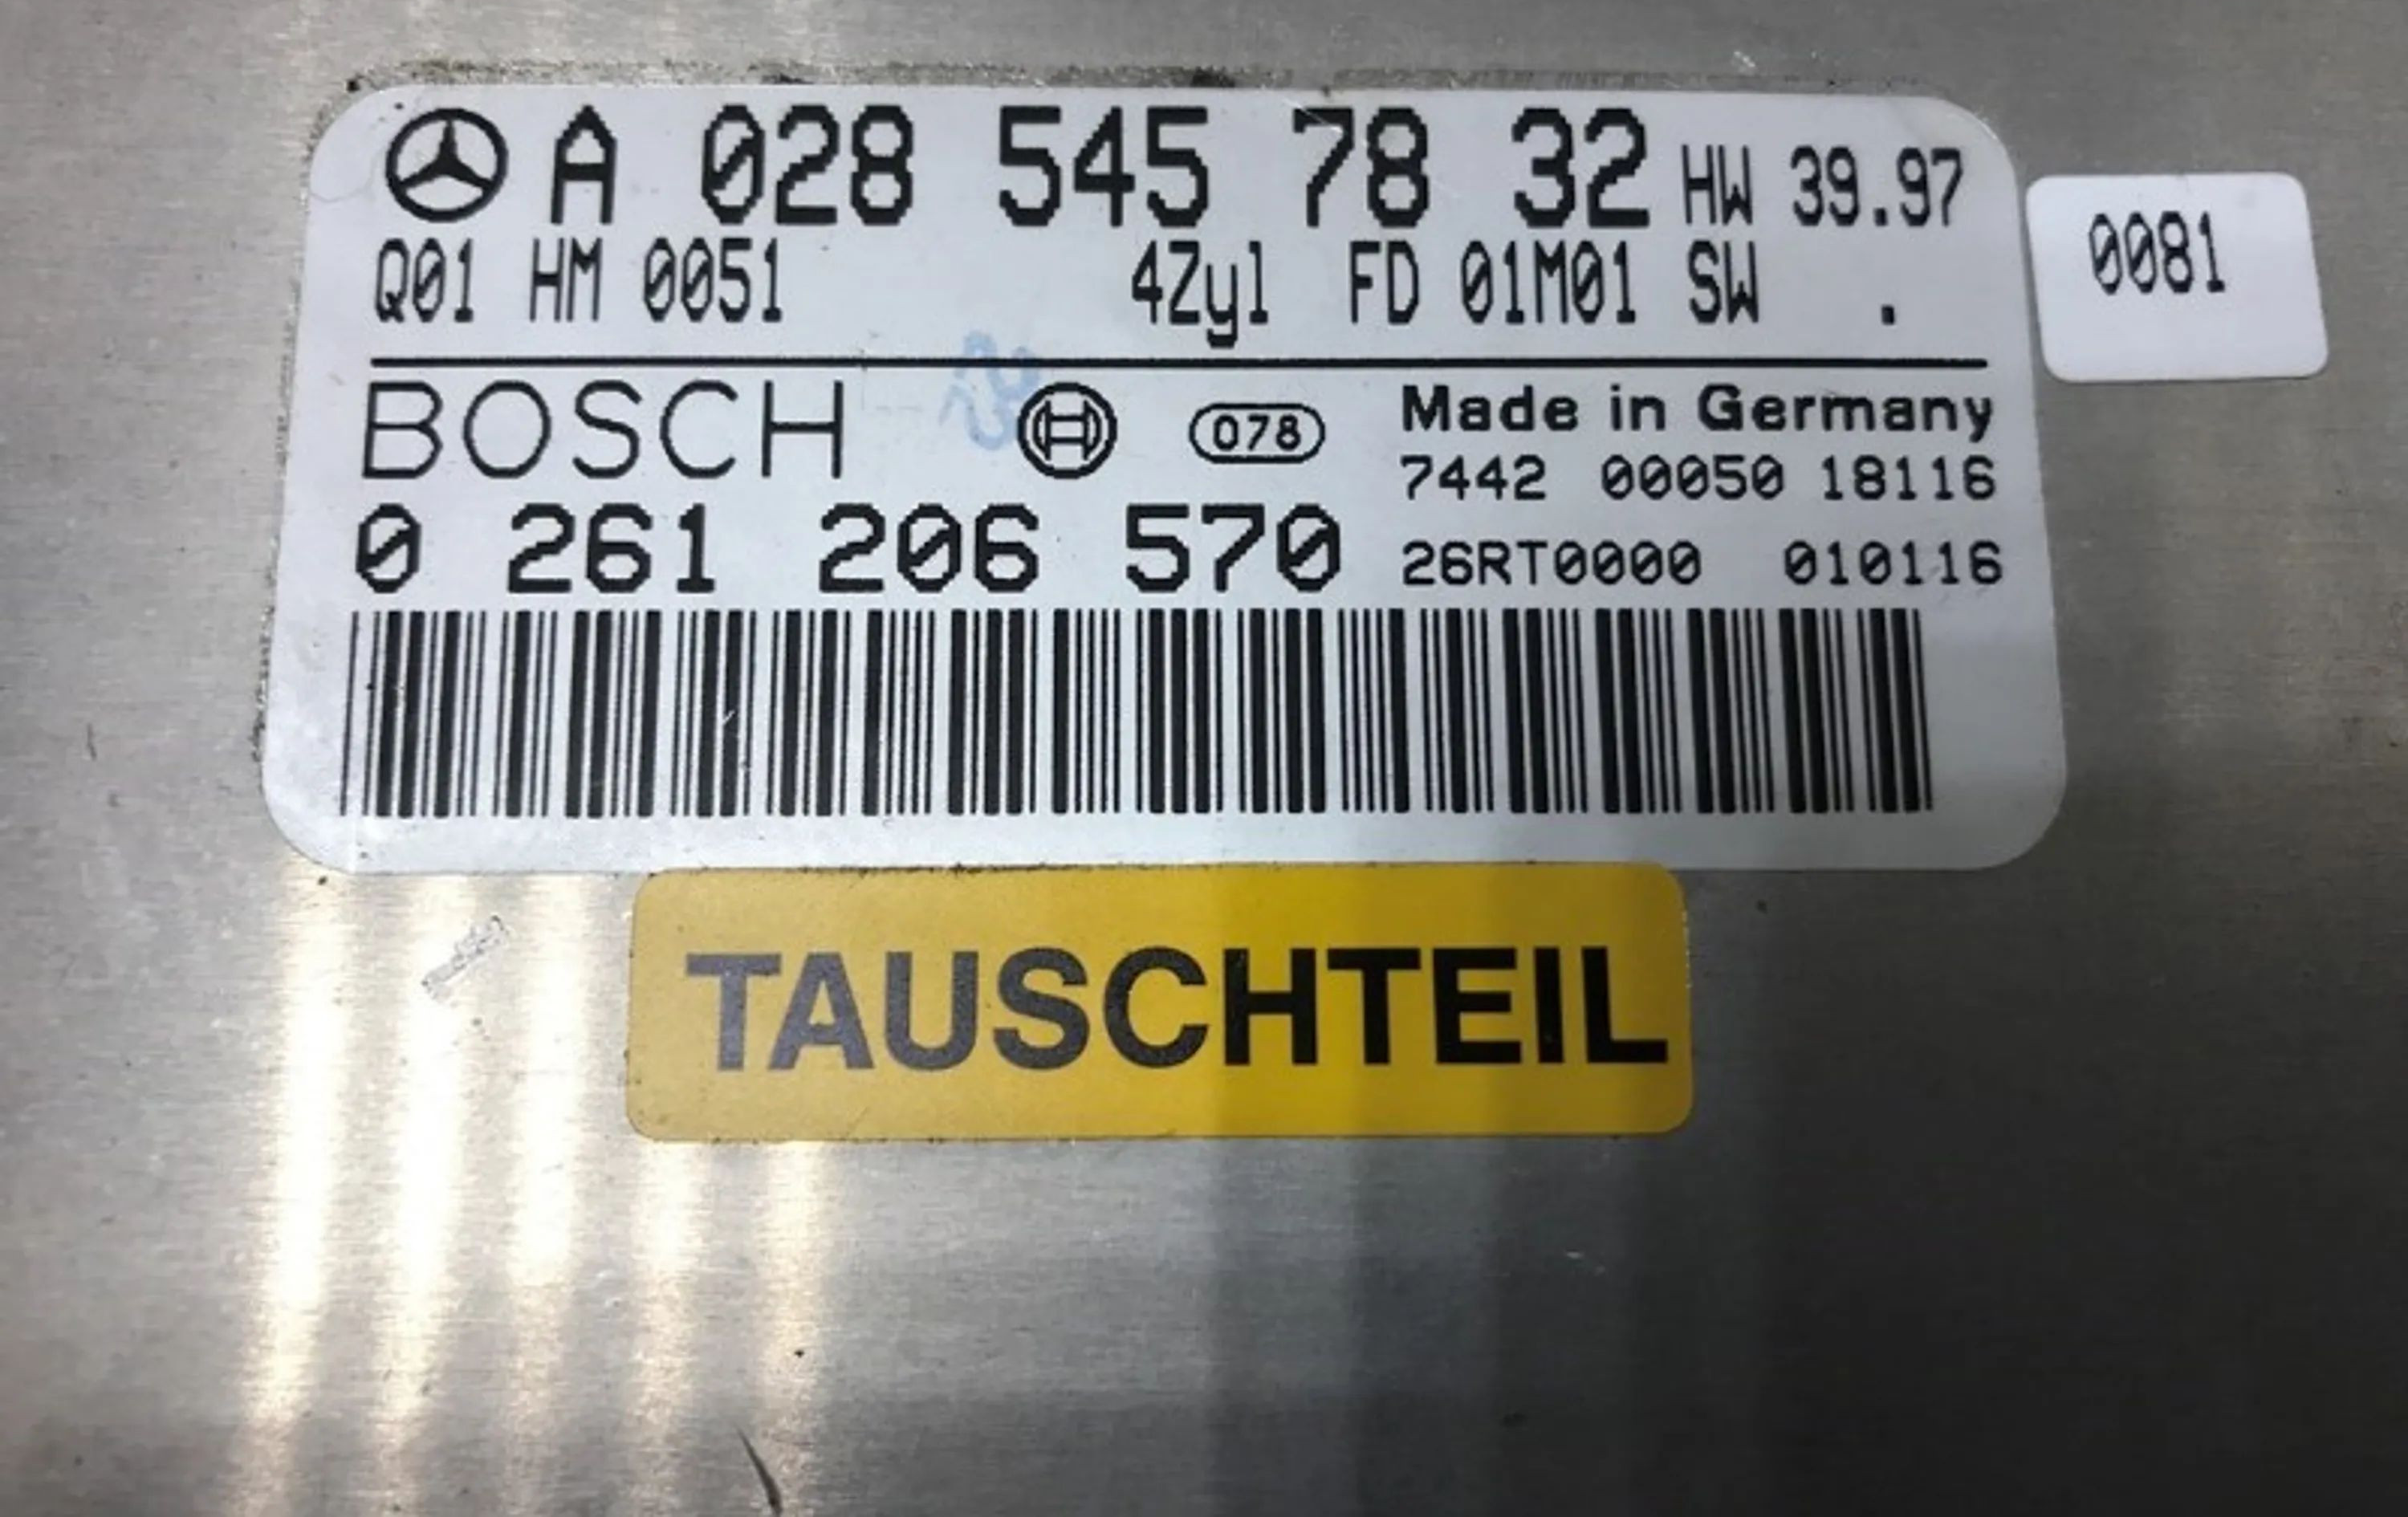 A 028 545 78 32 HW 39.97
Q01 HM 0051 4Zyl FD 01M01 SW .
0081
BOSCH 078 Made in Germany
7442 00050 18116
0 261 206 570 26RT0000 010116
TAUSCHTEIL